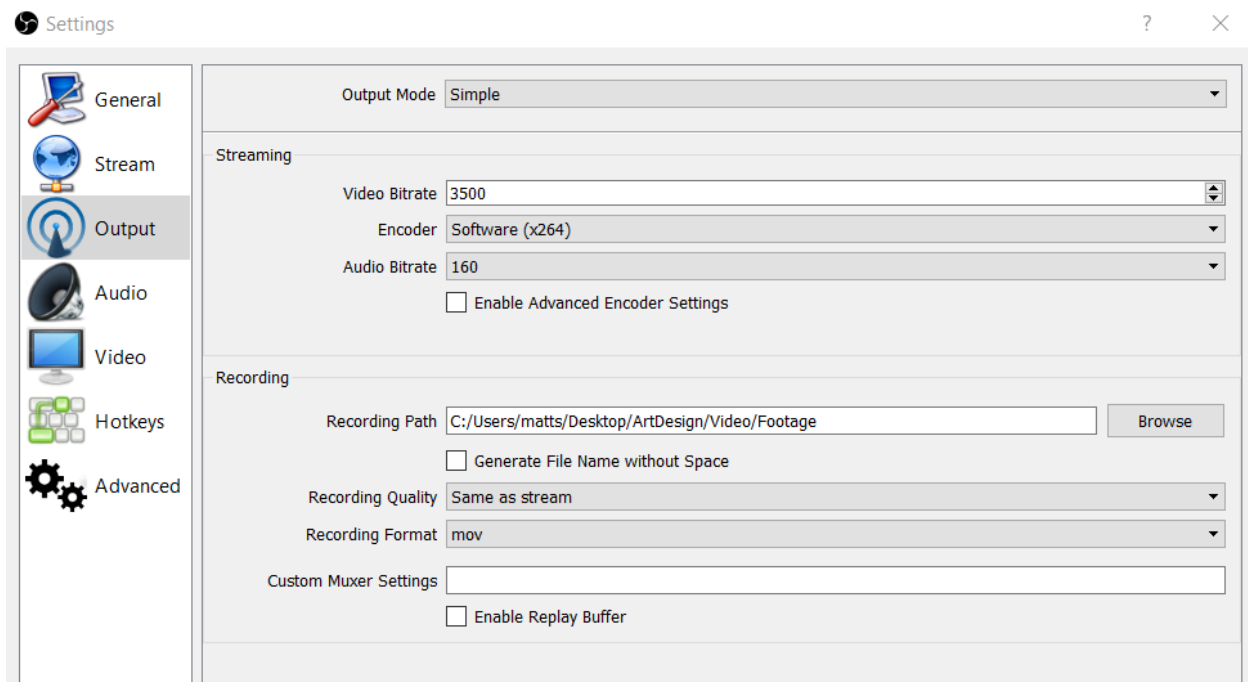 Settings
?
General
Stream
Output
Audio
Video
Hotkeys
Advanced
Output Mode Simple
Streaming
Video Bitrate 3500
Encoder Software (x264)
Audio Bitrate 160
Enable Advanced Encoder Settings
Recording
Recording Path C:/Users/matts/Desktop/ArtDesign/Video/Footage Browse
Generate File Name without Space
Recording Quality Same as stream
Recording Format mov
Custom Muxer Settings
Enable Replay Buffer